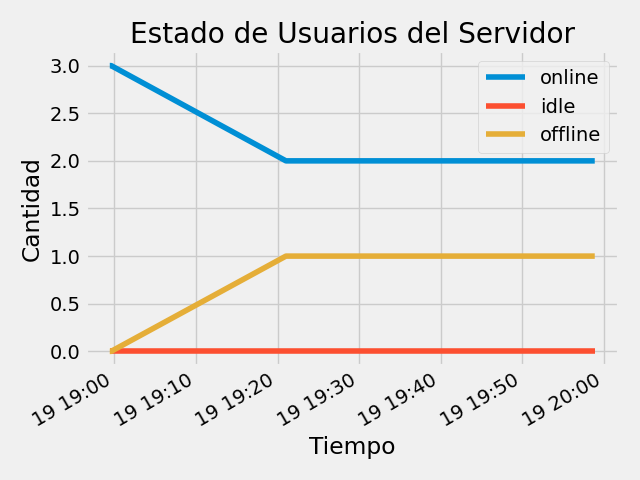 Estado de Usuarios del Servidor
online
idle
offline
Cantidad
3.0
2.5
2.0
1.5
1.0
0.5
0.0
19 19:00
19 19:10
19 19:20
19 19:30
19 19:40
19 19:50
19 20:00
Tiempo